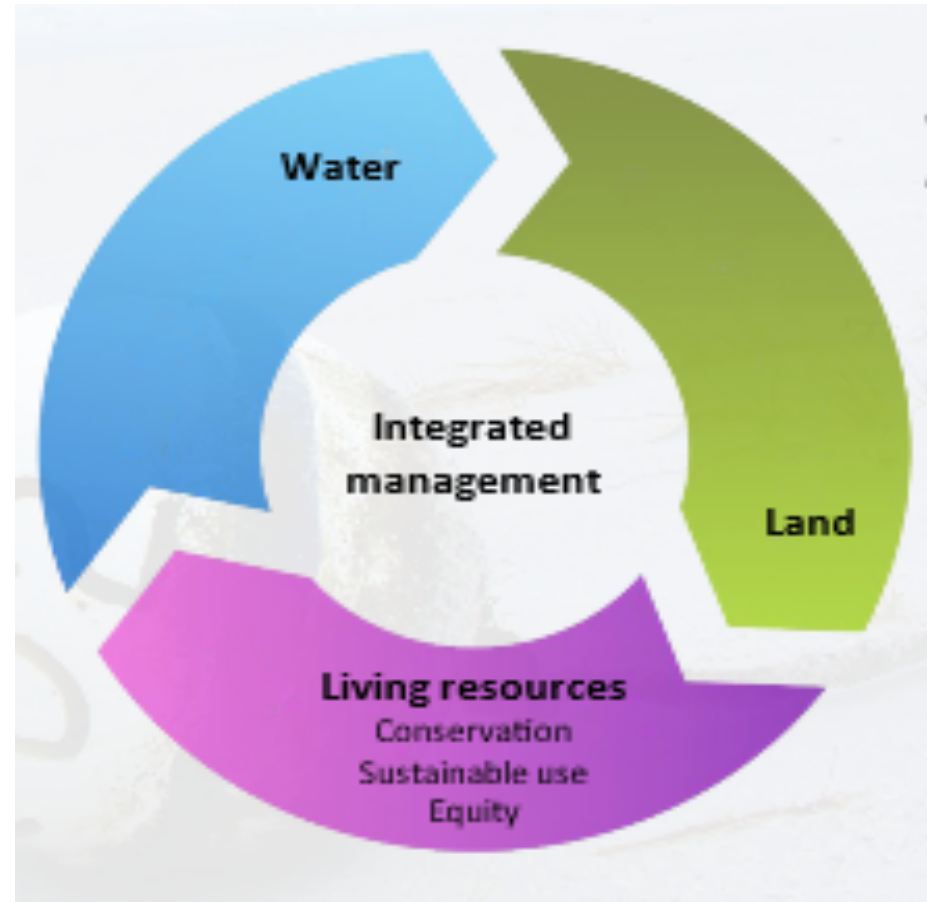 Water
Integrated
management
Land
Living resources
Conservation
Sustainable use
Equity